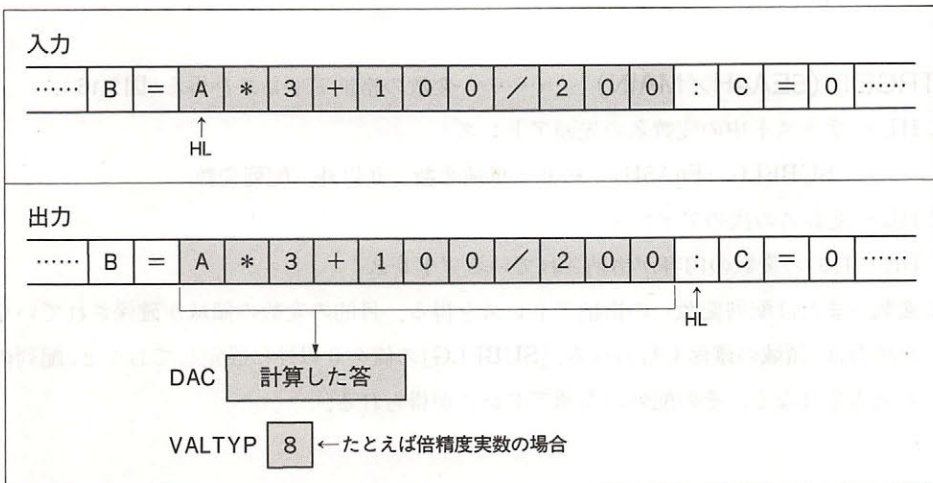 入力
…… B = A * 3 + 1 0 0 / 2 0 0 : C = 0 ……
↑
HL
出力
…… B = A * 3 + 1 0 0 / 2 0 0 : C = 0 ……
↑
HL
DAC 計算した答
VALTYP 8 ←たとえば倍精度実数の場合